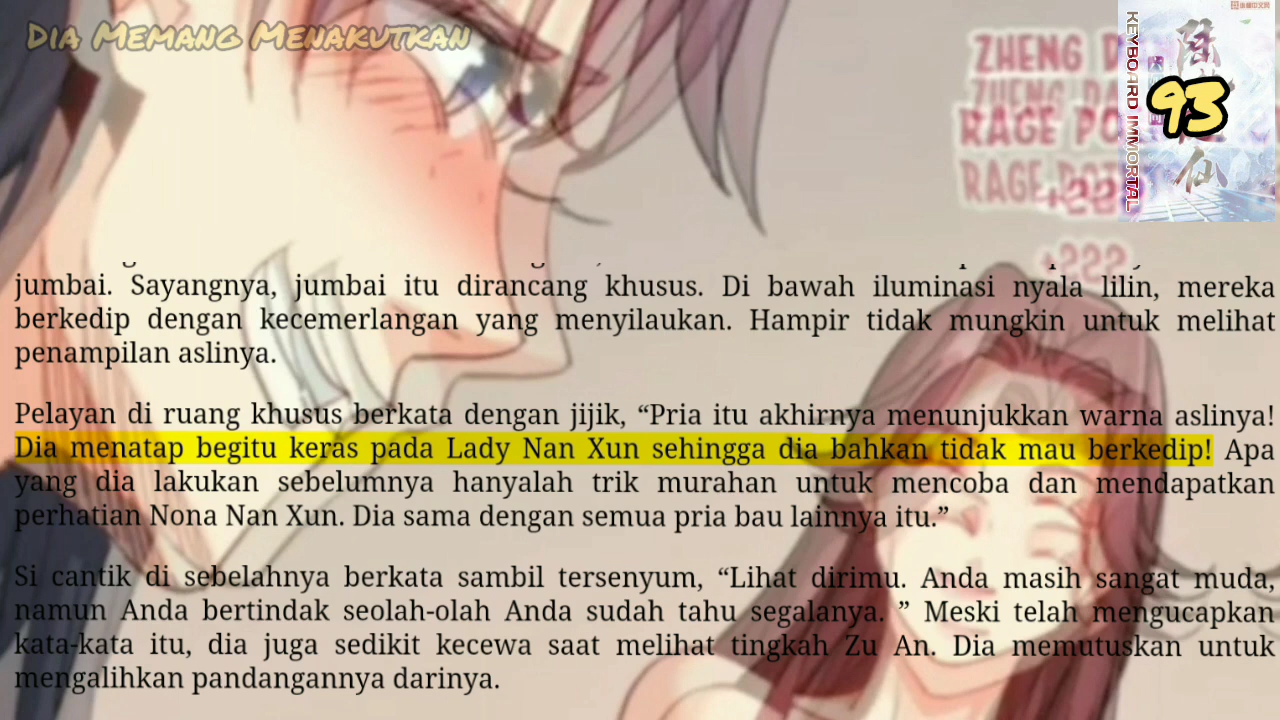 Dia Memang Menakutkan
ZHENG D
RAGE PO
KEYBOARD IMMORTAL
93
仙
jumbai. Sayangnya, jumbai itu dirancang khusus. Di bawah iluminasi nyala lilin, mereka
berkedip dengan kecemerlangan yang menyilaukan. Hampir tidak mungkin untuk melihat
penampilan aslinya.
Pelayan di ruang khusus berkata dengan jijik, “Pria itu akhirnya menunjukkan warna aslinya!
Dia menatap begitu keras pada Lady Nan Xun sehingga dia bahkan tidak mau berkedip! Apa
yang dia lakukan sebelumnya hanyalah trik murahan untuk mencoba dan mendapatkan
perhatian Nona Nan Xun. Dia sama dengan semua pria bau lainnya itu.”
Si cantik di sebelahnya berkata sambil tersenyum, “Lihat dirimu. Anda masih sangat muda,
namun Anda bertindak seolah-olah Anda sudah tahu segalanya. ” Meski telah mengucapkan
kata-kata itu, dia juga sedikit kecewa saat melihat tingkah Zu An. Dia memutuskan untuk
mengalihkan pandangannya darinya.